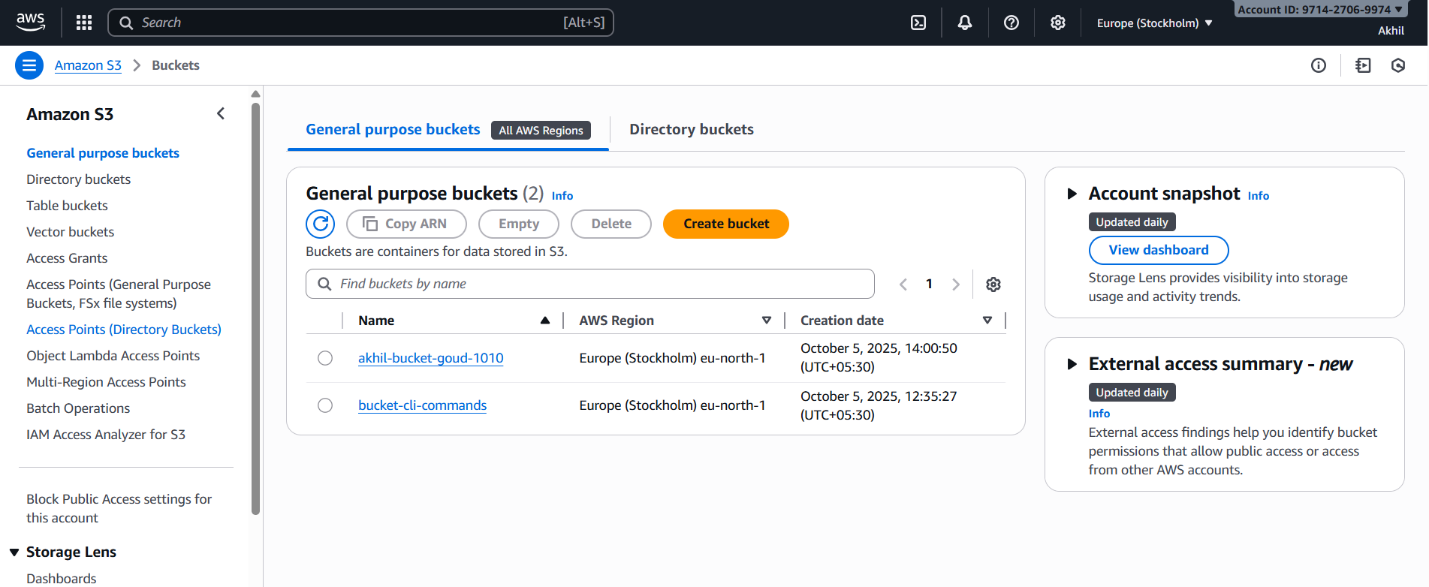 aws
Search [Alt+S]
Europe (Stockholm)
Account ID: 9714-2706-9974
Akhil
Amazon S3
Buckets
Amazon S3
General purpose buckets
Directory buckets
Table buckets
Vector buckets
Access Grants
Access Points (General Purpose
Buckets, FSx file systems)
Access Points (Directory Buckets)
Object Lambda Access Points
Multi-Region Access Points
Batch Operations
IAM Access Analyzer for S3
Block Public Access settings for
this account
Storage Lens
Dashboards
General purpose buckets All AWS Regions
Directory buckets
General purpose buckets (2) Info
Copy ARN
Empty
Delete
Create bucket
Buckets are containers for data stored in S3.
Find buckets by name
1
Name AWS Region Creation date
akhil-bucket-goud-1010 Europe (Stockholm) eu-north-1 October 5, 2025, 14:00:50
(UTC+05:30)
bucket-cli-commands Europe (Stockholm) eu-north-1 October 5, 2025, 12:35:27
(UTC+05:30)
Account snapshot Info
Updated daily
View dashboard
Storage Lens provides visibility into storage
usage and activity trends.
External access summary - new
Updated daily
Info
External access findings help you identify bucket
permissions that allow public access or access
from other AWS accounts.